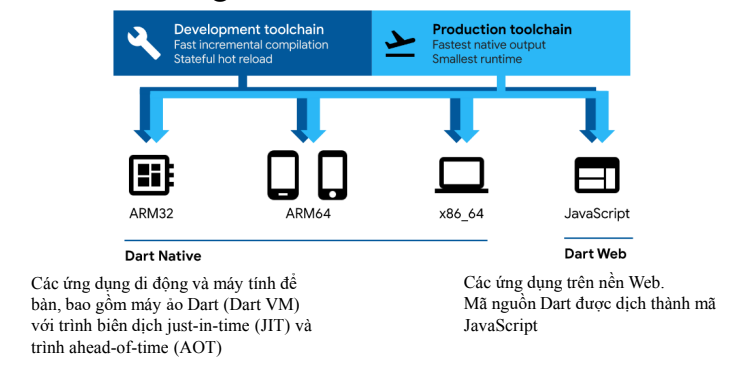 Development toolchain
Fast incremental compilation
Stateful hot reload
Production toolchain
Fastest native output
Smallest runtime
ARM32
ARM64
x86_64
JavaScript
Dart Native
Dart Web
Các ứng dụng di động và máy tính để
bàn, bao gồm máy ảo Dart (Dart VM)
với trình biên dịch just-in-time (JIT) và
trình ahead-of-time (AOT)
Các ứng dụng trên nền Web.
Mã nguồn Dart được dịch thành mã
JavaScript